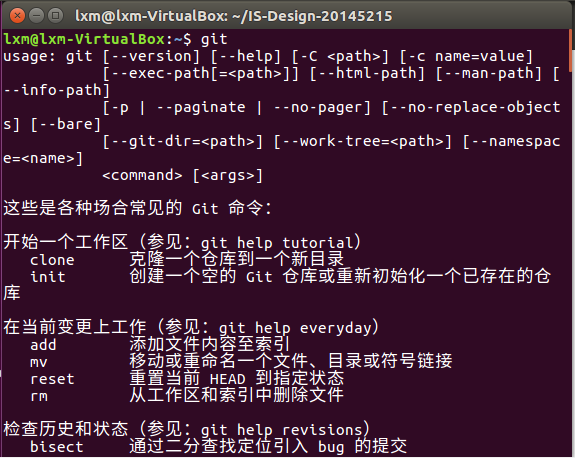 lxm@lxm-VirtualBox: ~/IS-Design-20145215
lxm@lxm-VirtualBox:~$ git
usage: git [--version] [--help] [-C <path>] [-c name=value]
[--exec-path[=<path>]] [--html-path] [--man-path] [
--info-path]
[-p | --paginate | --no-pager] [--no-replace-object
s] [--bare]
[--git-dir=<path>] [--work-tree=<path>] [--namespac
e=<name>]
<command> [<args>]
这些是各种场合常见的 Git 命令：
开始一个工作区（参见：git help tutorial）
clone      克隆一个仓库到一个新目录
init       创建一个空的 Git 仓库或重新初始化一个已存在的仓
库
在当前变更上工作（参见：git help everyday）
add        添加文件内容至索引
mv         移动或重命名一个文件、目录或符号链接
reset      重置当前 HEAD 到指定状态
rm         从工作区和索引中删除文件
检查历史和状态（参见：git help revisions）
bisect     通过二分查找定位引入 bug 的提交